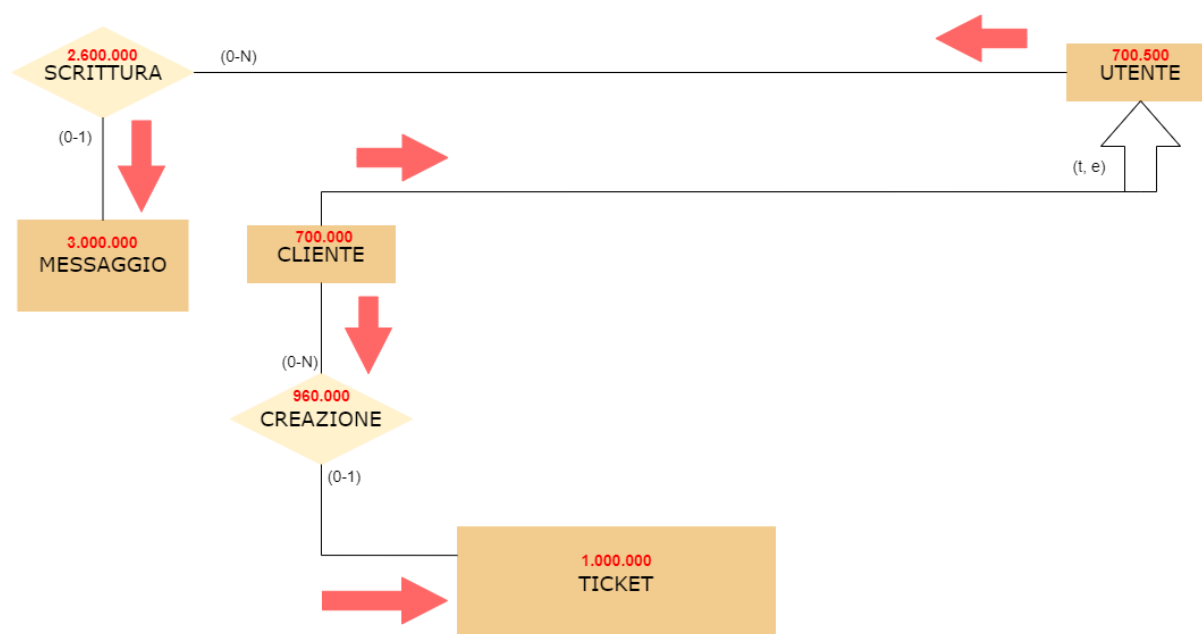 2.600.000
SCRITTURA
(0-N)
700.500
UTENTE
(0-1)
(t, e)
3.000.000
MESSAGGIO
700.000
CLIENTE
(0-N)
960.000
CREAZIONE
(0-1)
1.000.000
TICKET